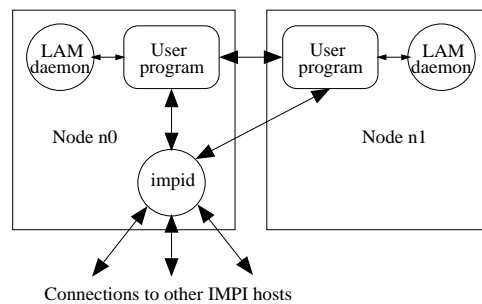 LAM
daemon
User
program
User
program
LAM
daemon
Node n0
Node n1
impid
Connections to other IMPI hosts